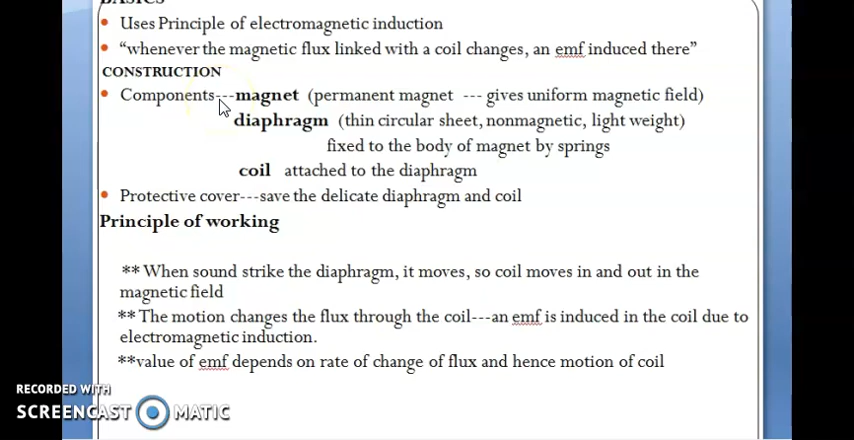 BASICS
Uses Principle of electromagnetic induction
“whenever the magnetic flux linked with a coil changes, an emf induced there”
CONSTRUCTION
Components---magnet (permanent magnet --- gives uniform magnetic field)
diaphragm (thin circular sheet, nonmagnetic, light weight)
fixed to the body of magnet by springs
coil attached to the diaphragm
Protective cover---save the delicate diaphragm and coil
Principle of working
** When sound strike the diaphragm, it moves, so coil moves in and out in the
magnetic field
** The motion changes the flux through the coil---an emf is induced in the coil due to
electromagnetic induction.
**value of emf depends on rate of change of flux and hence motion of coil
RECORDED WITH
SCREENCAST MATIC